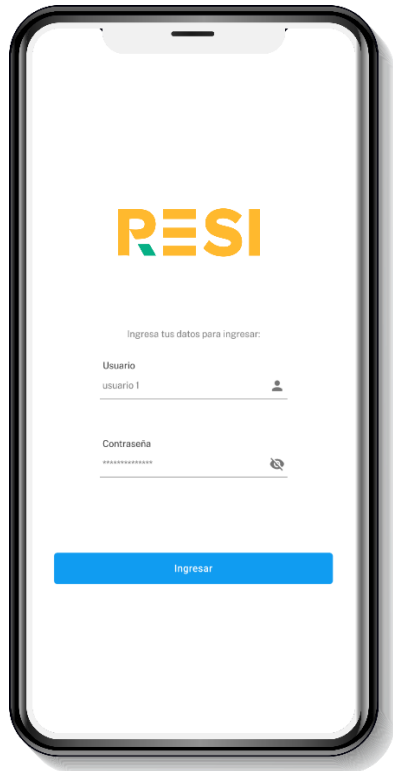 RESI
Ingresa tus datos para ingresar:
Usuario
usuario 1
Contraseña
**************
Ingresar